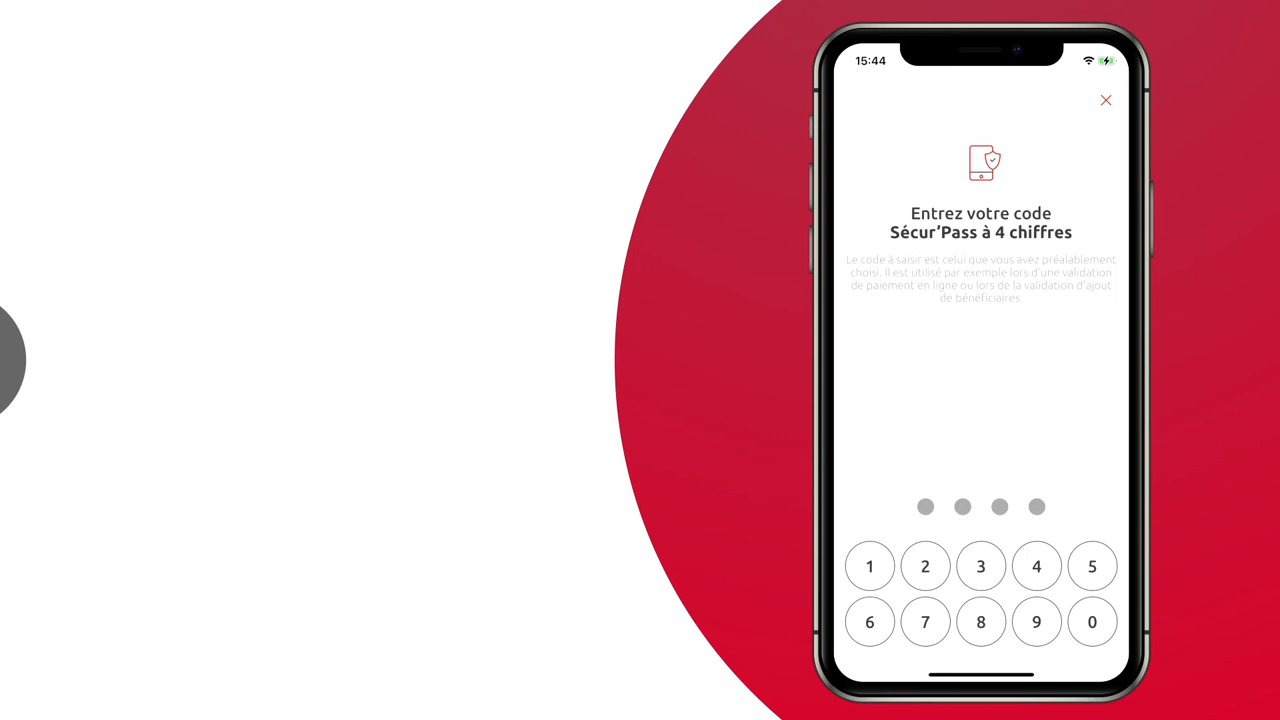 15:44
Entrez votre code
Sécur'Pass à 4 chiffres
Le code à saisir est celui que vous avez préalablement
choisi. Il est utilisé par exemple lors d'une validation
de paiement en ligne ou lors de la validation d'ajout
de bénéficiaires.
1 2 3 4 5
6 7 8 9 0